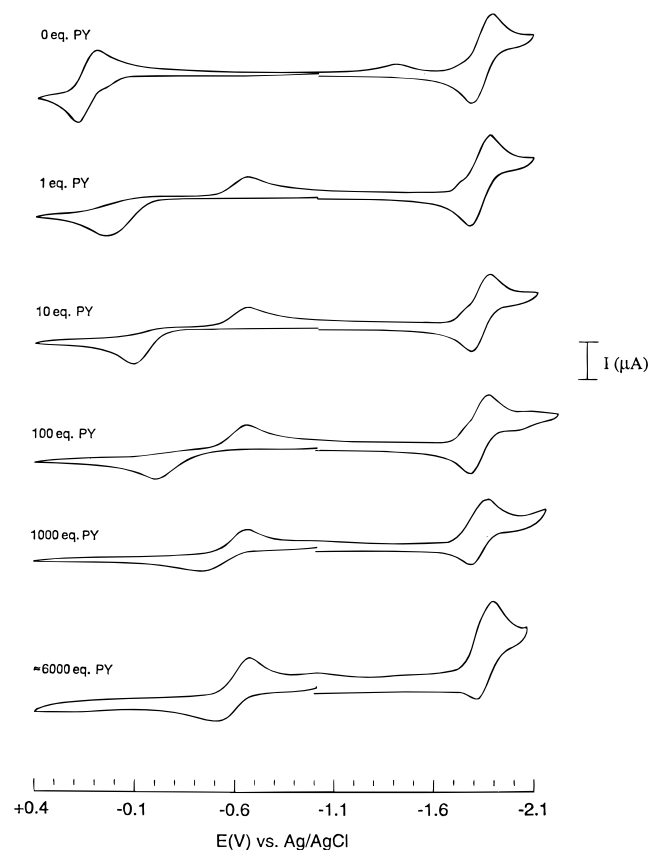 0 eq. PY
1 eq. PY
10 eq. PY
I (µA)
100 eq. PY
1000 eq. PY
≈6000 eq. PY
+0.4 -0.1 -0.6 -1.1 -1.6 -2.1
E(V) vs. Ag/AgCl